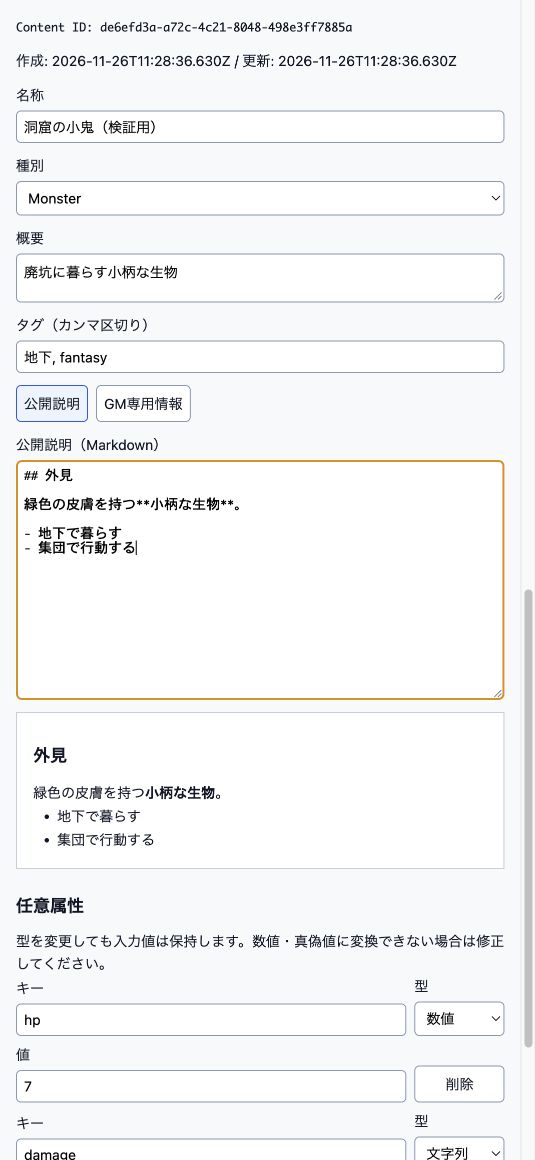 Content ID: de6efd3a-a72c-4c21-8048-498e3ff7885a
作成: 2026-11-26T11:28:36.630Z / 更新: 2026-11-26T11:28:36.630Z
名称
洞窟の小鬼（検証用）
種別
Monster
概要
廃坑に暮らす小柄な生物
タグ（カンマ区切り）
地下, fantasy
公開説明 GM専用情報
公開説明（Markdown）
## 外見
緑色の皮膚を持つ**小柄な生物**。
- 地下で暮らす
- 集団で行動する
外見
緑色の皮膚を持つ小柄な生物。
• 地下で暮らす
• 集団で行動する
任意属性
型を変更しても入力値は保持します。数値・真偽値に変換できない場合は修正
してください。
キー 型
hp 数値
値
7 削除
キー 型
damage 文字列